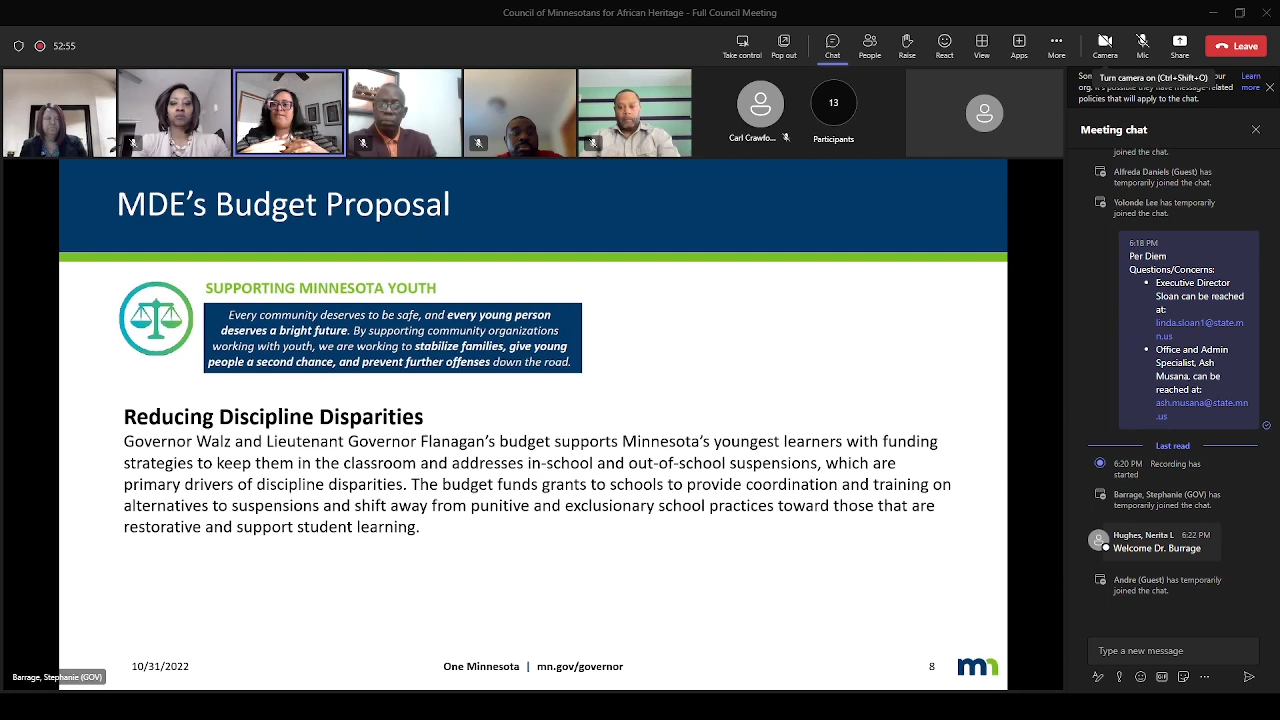 Council of Minnesotans for African Heritage - Full Council Meeting
52:55
Take control
Pop out
Chat
People
Raise
React
View
Apps
More
Camera
Mic
Share
Leave
Carl Crawfo...
13
Participants
Turn camera on (Ctrl+Shift+O)
org. It's possible they have message-related
policies that will apply to the chat.
Learn
more
Meeting chat
joined the chat.
Alfreda Daniels (Guest) has
temporarily joined the chat.
Yolonde Lee has temporarily
joined the chat.
6:18 PM
Per Diem
Questions/Concerns:
• Executive Director
Sloan can be reached
at:
linda.sloan1@state.m
n.us
• Office and Admin
Specialist, Ash
Musana, can be
reached at:
ash.musana@state.mn
.us
Last read
6:20 PM Recording has
started
Barrage, Stephanie (GOV) has
temporarily joined the chat.
Hughes, Nerita L 6:22 PM
Welcome Dr. Burrage
Andre (Guest) has temporarily
joined the chat.
Type a new message
MDE's Budget Proposal
SUPPORTING MINNESOTA YOUTH
Every community deserves to be safe, and every young person
deserves a bright future. By supporting community organizations
working with youth, we are working to stabilize families, give young
people a second chance, and prevent further offenses down the road.
Reducing Discipline Disparities
Governor Walz and Lieutenant Governor Flanagan's budget supports Minnesota's youngest learners with funding
strategies to keep them in the classroom and addresses in-school and out-of-school suspensions, which are
primary drivers of discipline disparities. The budget funds grants to schools to provide coordination and training on
alternatives to suspensions and shift away from punitive and exclusionary school practices toward those that are
restorative and support student learning.
10/31/2022
One Minnesota | mn.gov/governor
8
mn
Barrage, Stephanie (GOV)